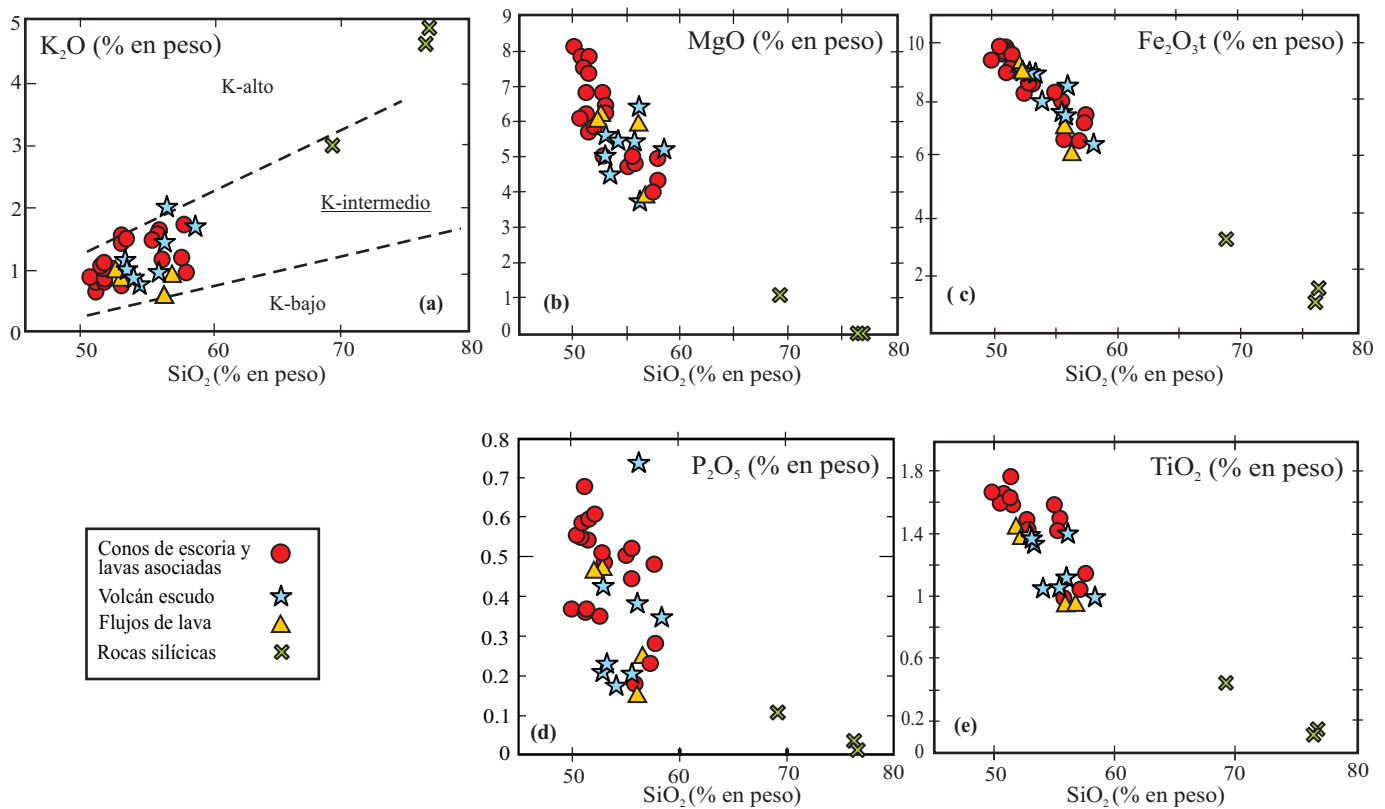 K₂O (% en peso)
K-alto
K-intermedio
K-bajo
(a)
5
4
3
2
1
0
50
60
70
80
SiO₂ (% en peso)
MgO (% en peso)
(b)
9
8
7
6
5
4
3
2
1
0
50
60
70
80
SiO₂ (% en peso)
Fe₂O₃t (% en peso)
( c)
10
8
6
4
2
50
60
70
80
SiO₂ (% en peso)
Conos de escoria y
lavas asociadas
Volcán escudo
Flujos de lava
Rocas silícicas
P₂O₅ (% en peso)
(d)
0.8
0.7
0.6
0.5
0.4
0.3
0.2
0.1
0
50
60
70
80
SiO₂ (% en peso)
TiO₂ (% en peso)
(e)
1.8
1.4
1
0.6
0.2
0
50
60
70
80
SiO₂ (% en peso)